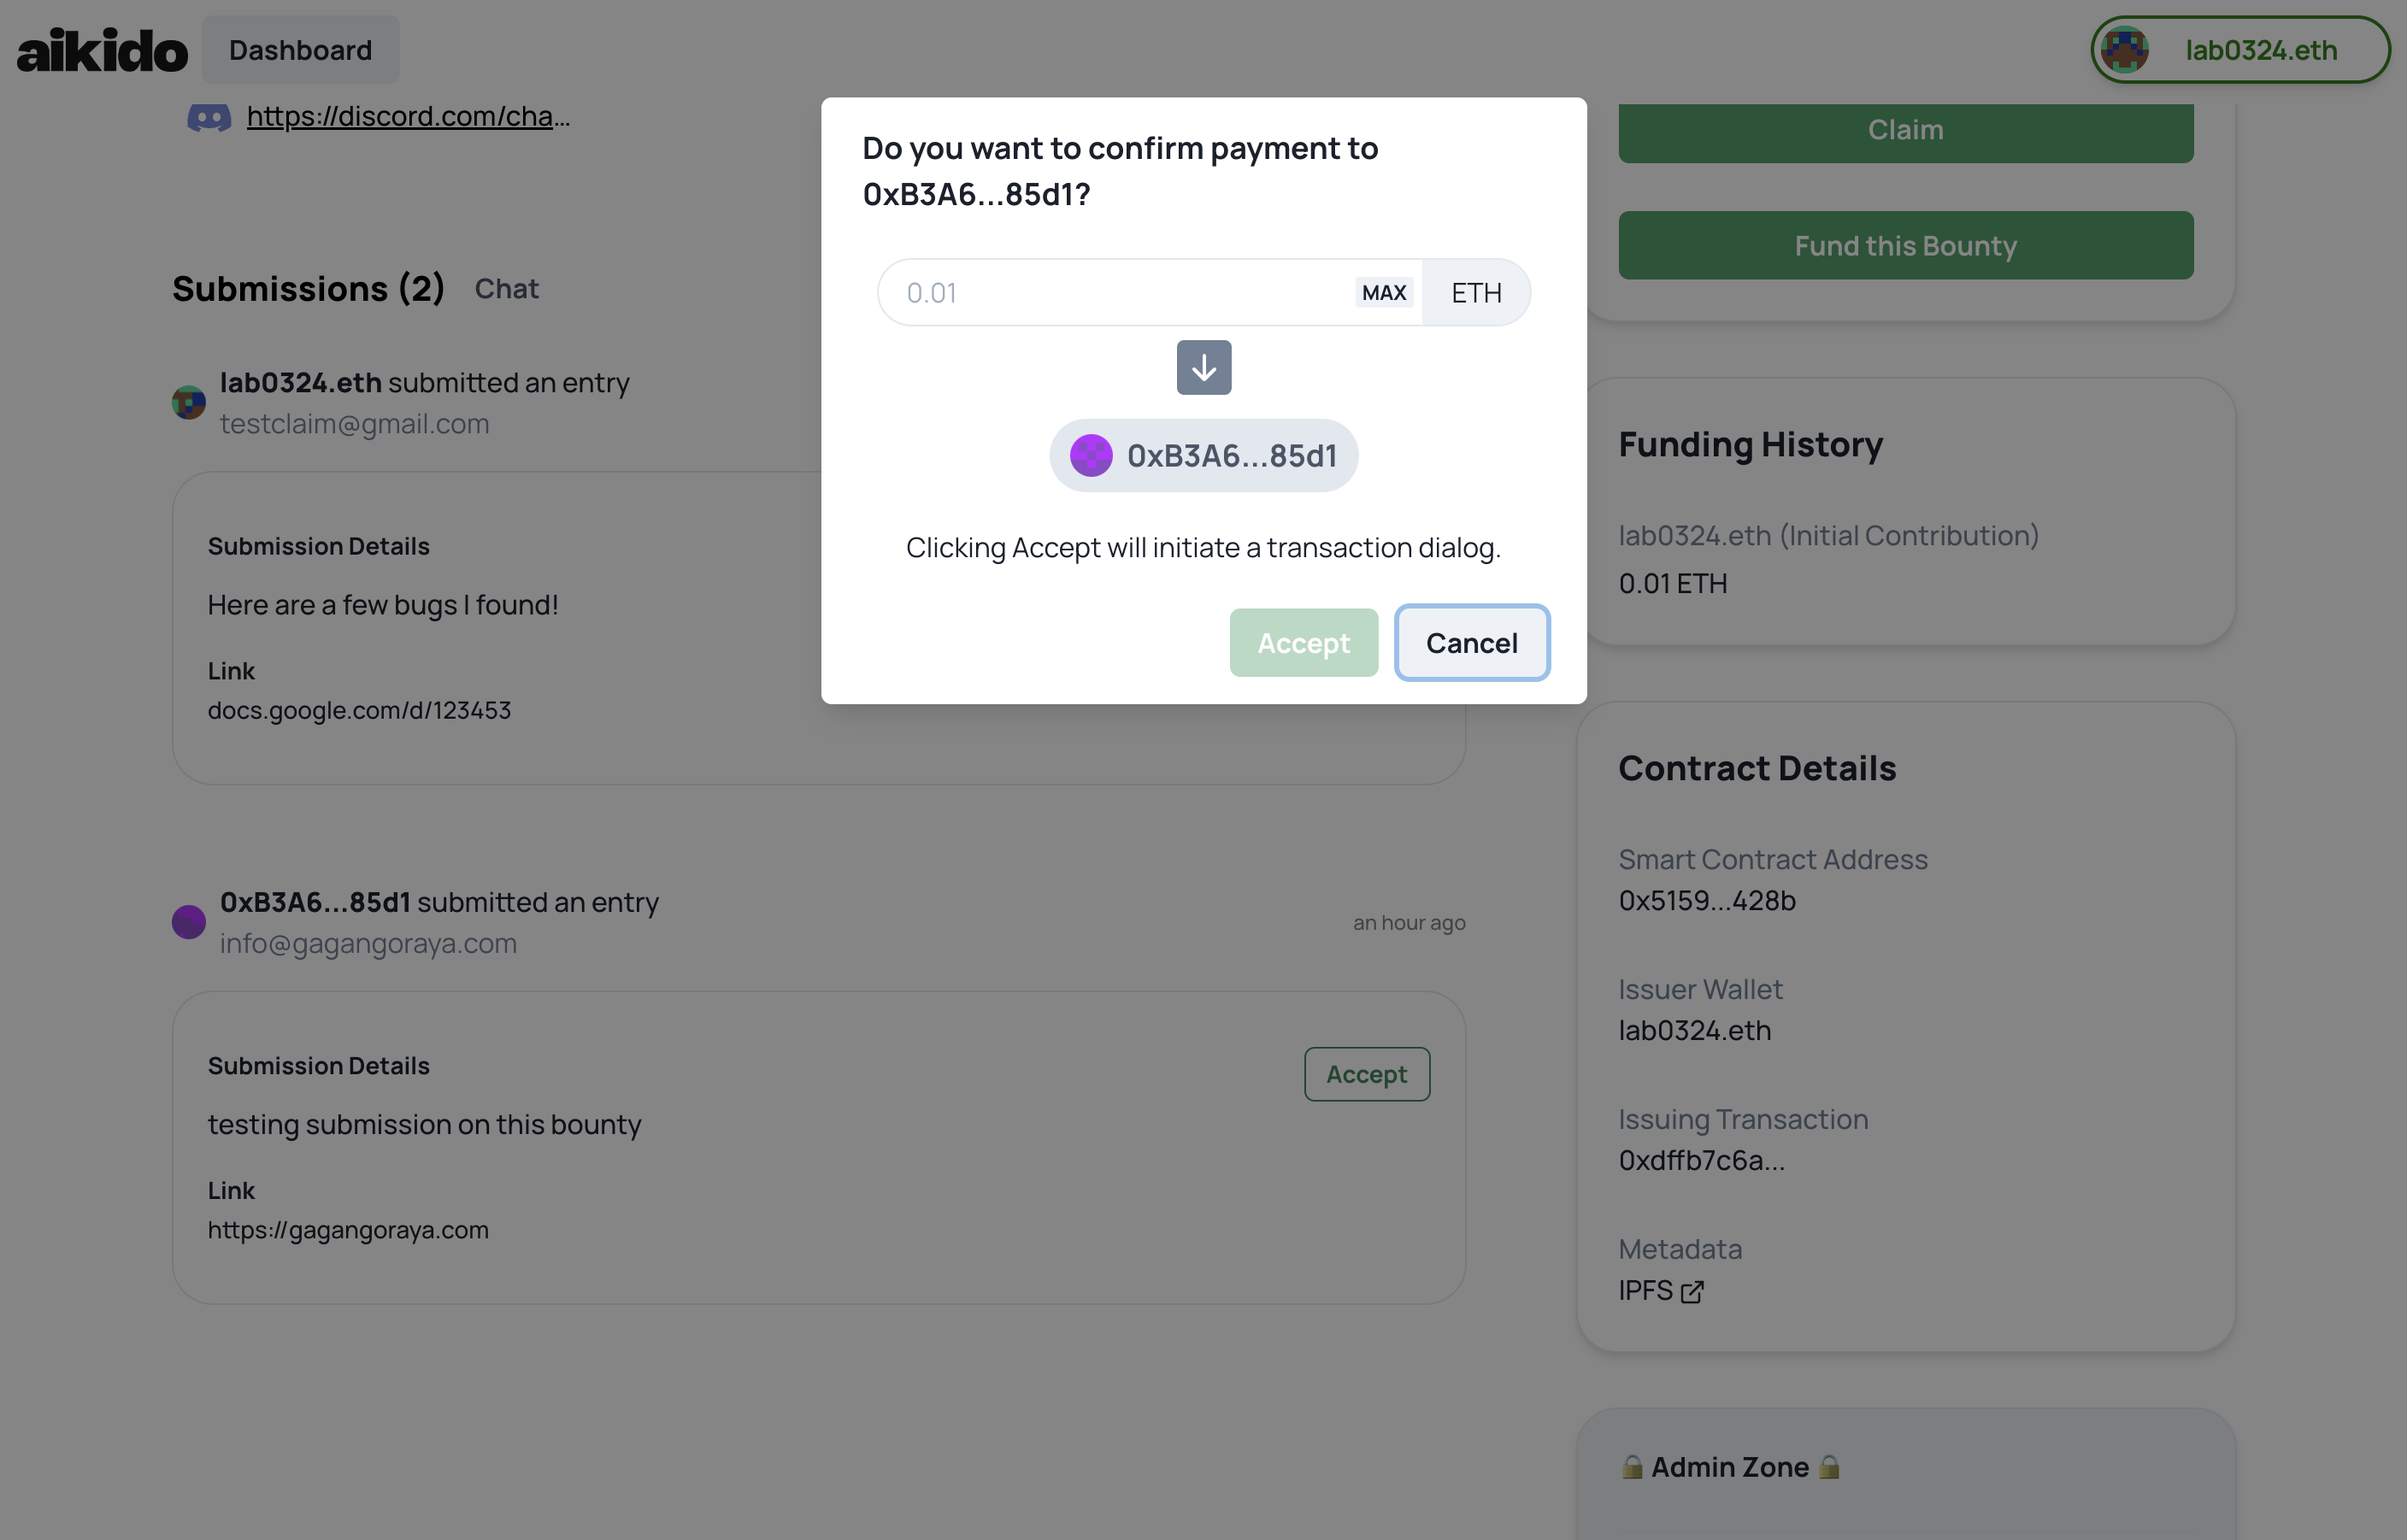 aikido
Dashboard
lab0324.eth
https://discord.com/cha...
Submissions (2)
Chat
lab0324.eth submitted an entry
testclaim@gmail.com
Submission Details
Here are a few bugs I found!
Link
docs.google.com/d/123453
0xB3A6...85d1 submitted an entry
info@gagangoraya.com
an hour ago
Submission Details
Accept
testing submission on this bounty
Link
https://gagangoraya.com
Do you want to confirm payment to
0xB3A6...85d1?
0.01
MAX
ETH
0xB3A6...85d1
Clicking Accept will initiate a transaction dialog.
Accept
Cancel
Claim
Fund this Bounty
Funding History
lab0324.eth (Initial Contribution)
0.01 ETH
Contract Details
Smart Contract Address
0x5159...428b
Issuer Wallet
lab0324.eth
Issuing Transaction
0xdffb7c6a...
Metadata
IPFS
🔒 Admin Zone 🔒